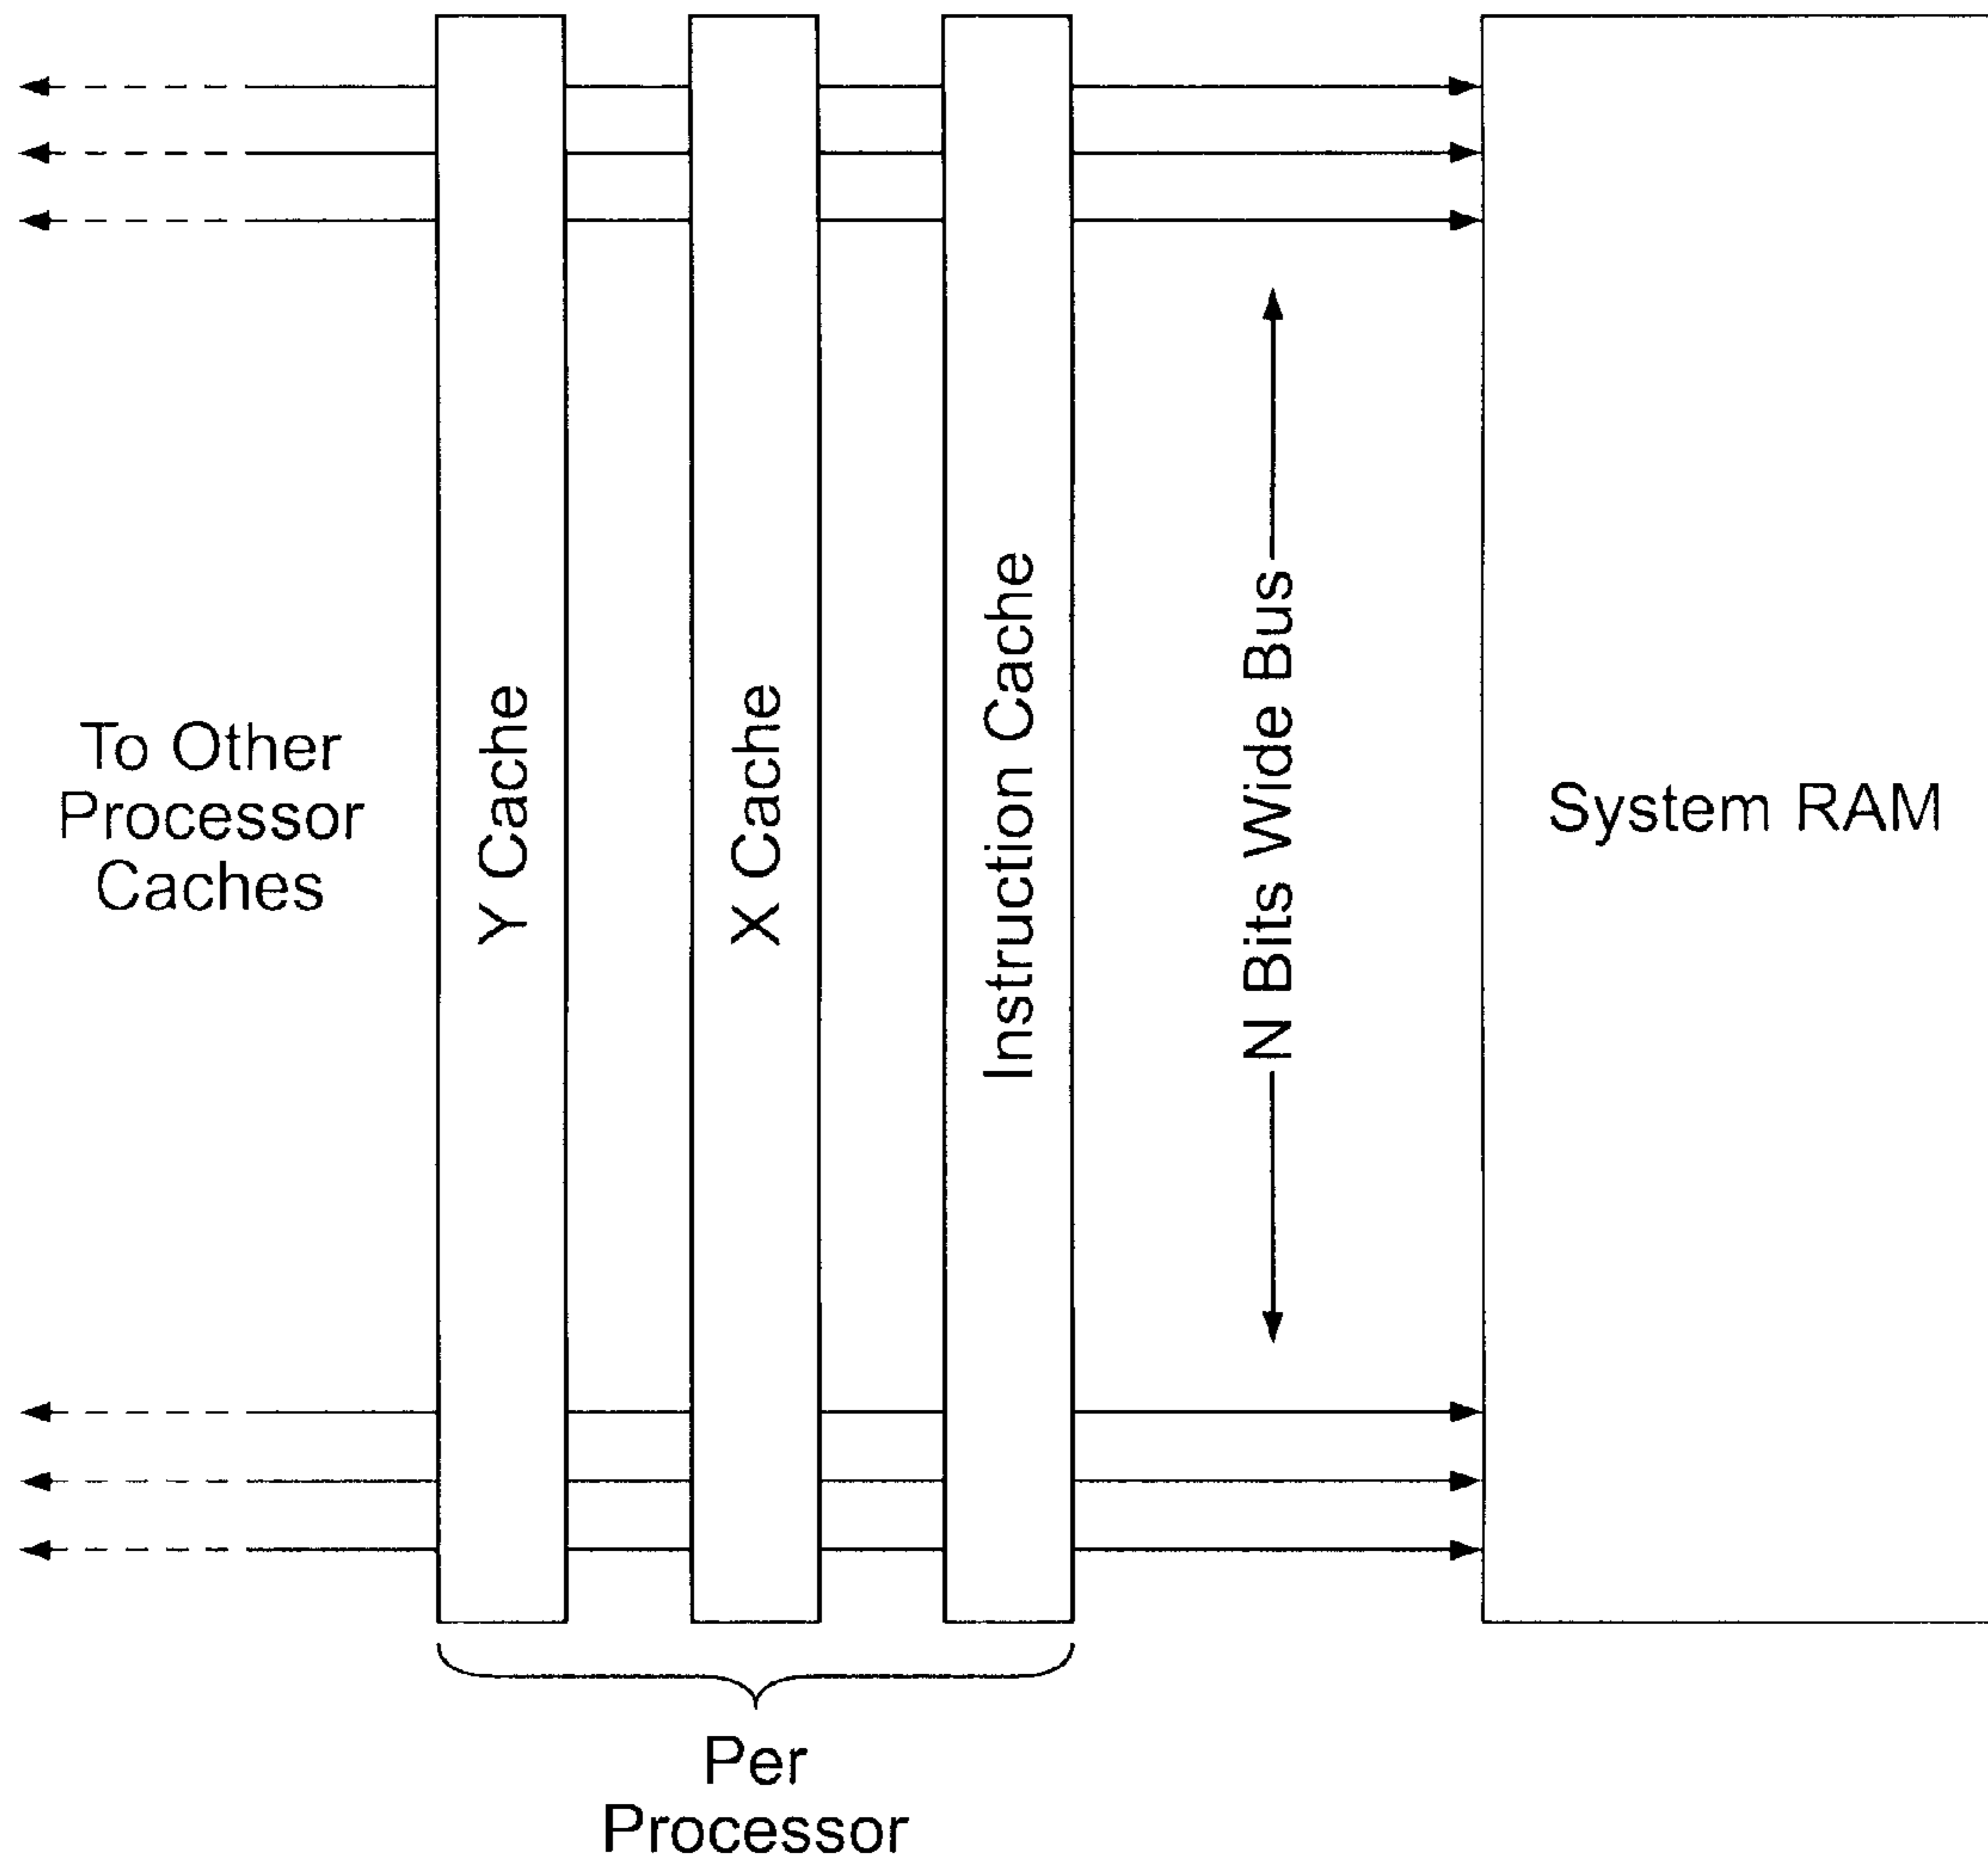 To Other
Processor
Caches
Y Cache
X Cache
Instruction Cache
N Bits Wide Bus
System RAM
Per
Processor